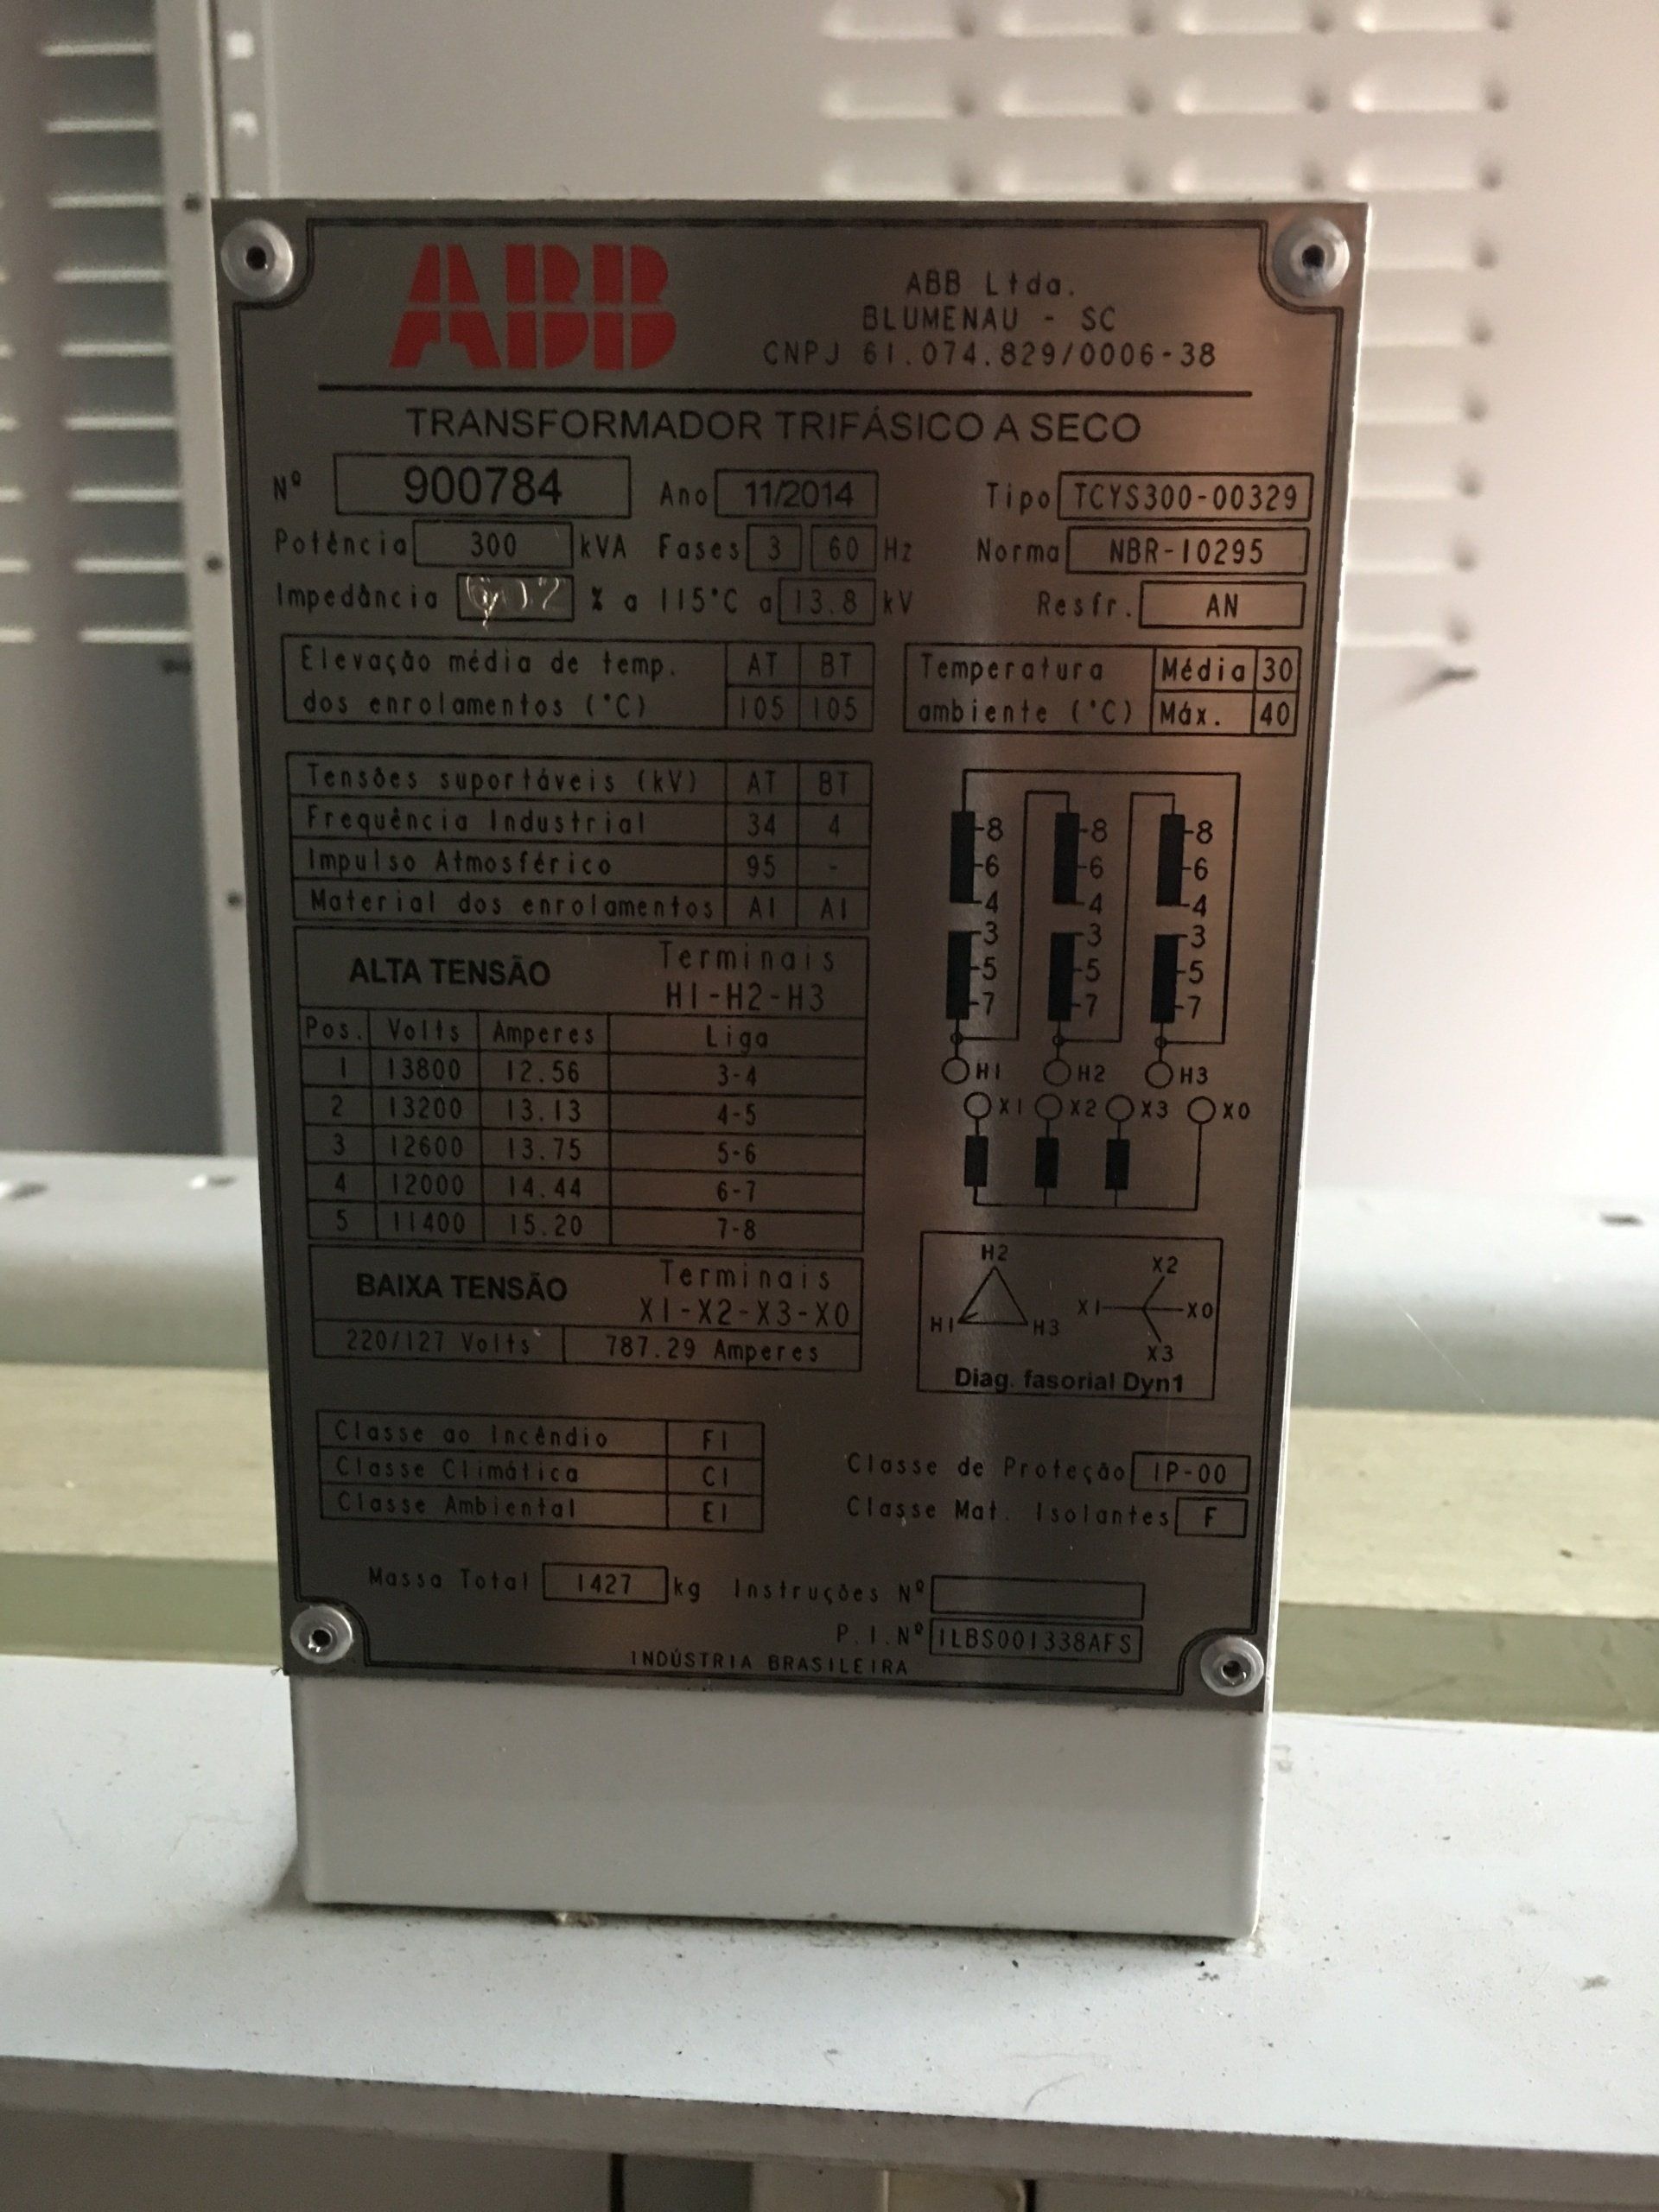 ABB
ABB Ltda.
BLUMENAU - SC
CNPJ 61.074.829/0006-38
TRANSFORMADOR TRIFÁSICO A SECO
Nº 900784 Ano 11/2014 Tipo TCYS300-00329
Potência 300 kVA Fases 3 60 Hz Norma NBR-10295
Impedância % a 115°C a 13.8 kV Resfr. AN
Elevação média de temp. AT BT
dos enrolamentos (°C) 105 105
Temperatura Média 30
ambiente (°C) Máx. 40
Tensões suportáveis (kV) AT BT
Frequência Industrial 34 4
Impulso Atmosférico 95 -
Material dos enrolamentos Al Al
ALTA TENSÃO Terminais
H1-H2-H3
Pos. Volts Amperes Liga
1 13800 12.56 3-4
2 13200 13.13 4-5
3 12600 13.75 5-6
4 12000 14.44 6-7
5 11400 15.20 7-8
BAIXA TENSÃO Terminais
X1-X2-X3-X0
220/127 Volts 787.29 Amperes
8 8 8
6 6 6
4 4 4
3 3 3
5 5 5
7 7 7
H1 H2 H3
X1 X2 X3 X0
H2 X2
X1 X0
H1 H3
X3
Diag. fasorial Dyn1
Classe ao Incêndio F1
Classe Climática C1
Classe Ambiental E1
Classe de Proteção IP-00
Classe Mat. Isolantes F
Massa Total 1427 kg Instruções Nº
P.I.Nº 1LBS001338AFS
INDÚSTRIA BRASILEIRA